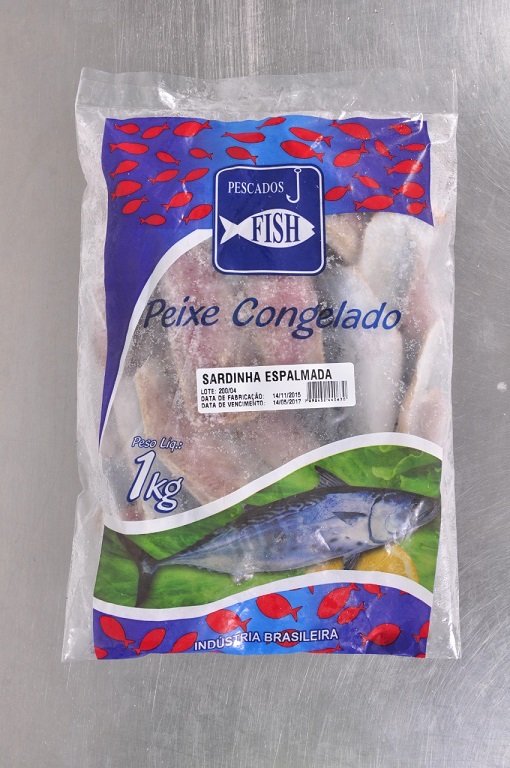 PESCADOS
FISH
Peixe Congelado
SARDINHA ESPALMADA
LOTE: 200/04
DATA DE FABRICAÇÃO: 14/11/2015
DATA DE VENCIMENTO: 14/05/2017
Peso Líq.:
1kg
INDÚSTRIA BRASILEIRA